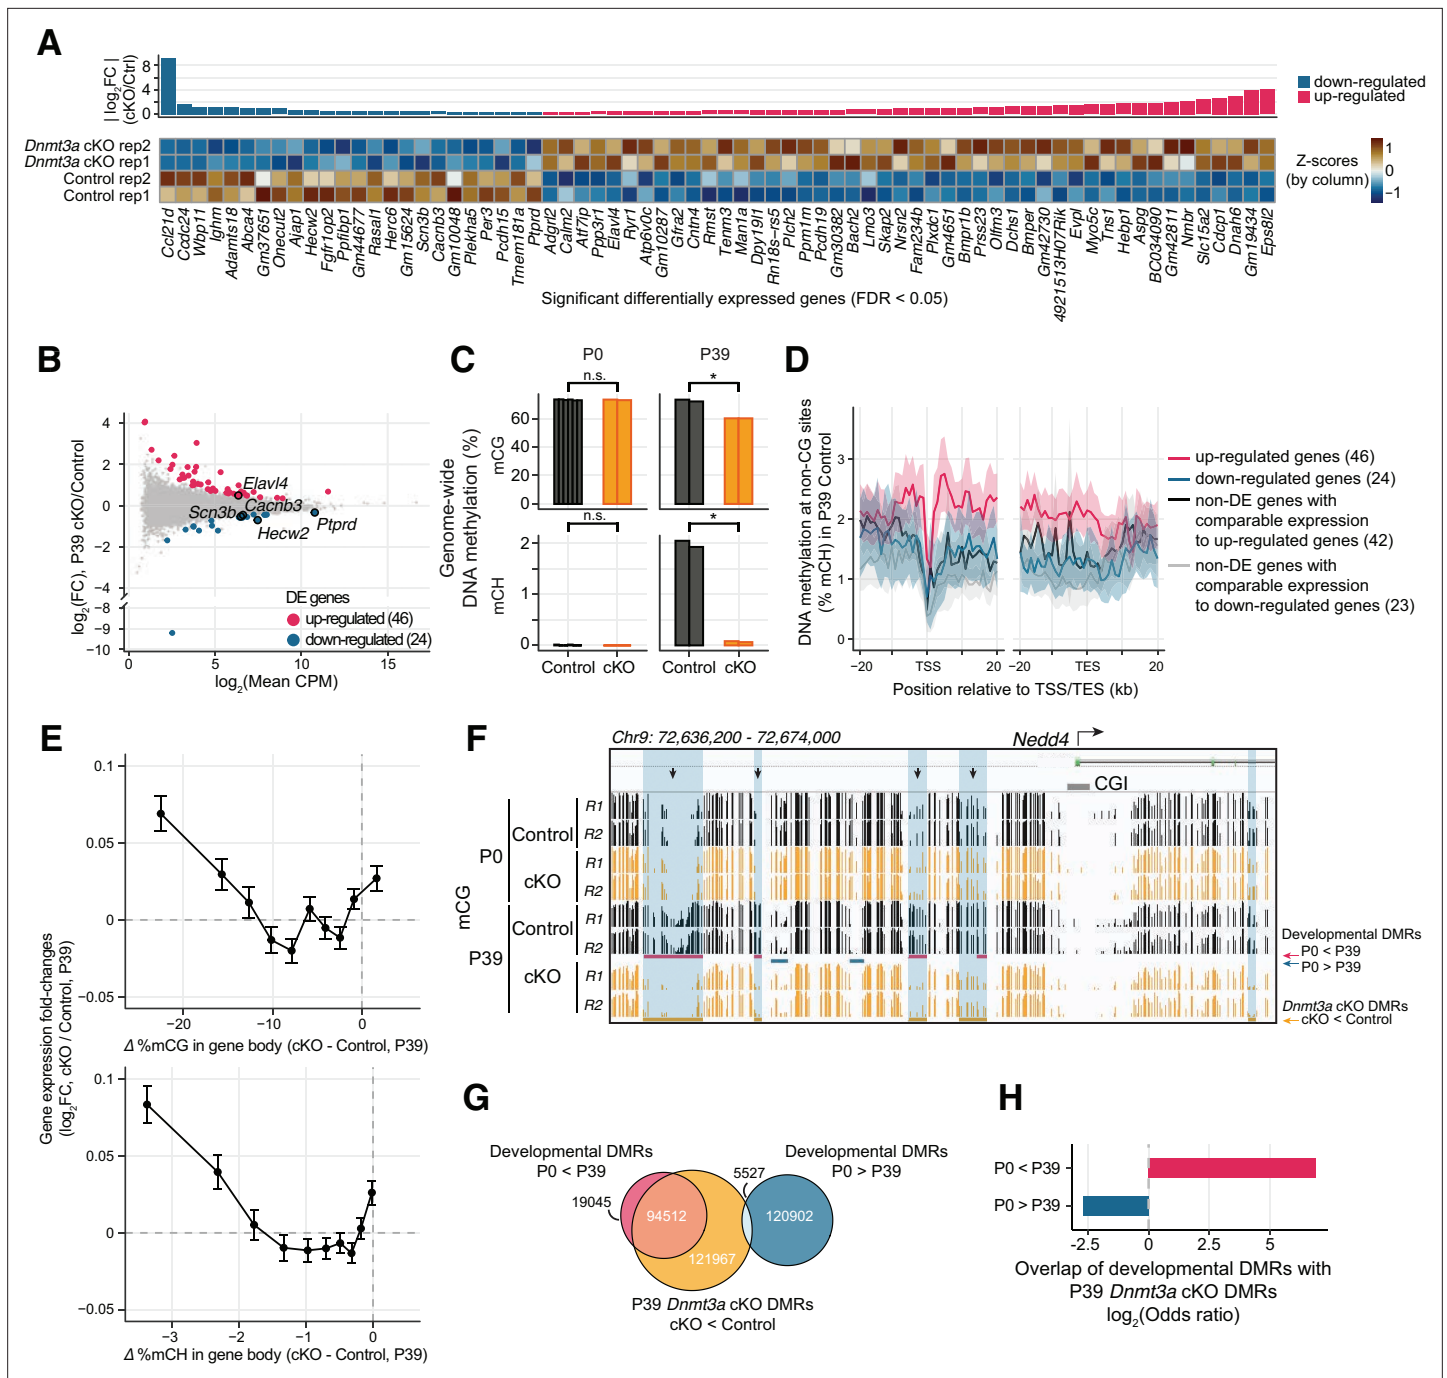 A
| log2FC |
(cKO/Ctrl)
8
4
0
down-regulated
up-regulated
Dnmt3a cKO rep2
Dnmt3a cKO rep1
Control rep2
Control rep1
Z-scores
(by column)
1
0
−1
Ccl21d
Ccdc24
Wbp11
Ighm
Adamts18
Abca4
Gm37651
Onecut2
Ajap1
Hecw2
Fgfr1op2
Ppfibp1
Gm44677
Rasal1
Herc6
Gm15624
Scn3b
Cacnb3
Gm10048
Plekha5
Per3
Pcdh15
Tmem181a
Ptprd
Adgrl2
Calm2
Atf7ip
Ppp3r1
Elavl4
Ryr1
Atp6v0c
Gm10287
Gfra2
Cntn4
Rmst
Tenm3
Man1a
Dpy19l1
Rn18s−rs5
Plch2
Ppm1m
Pcdh19
Gm30382
Bach2
Lmo3
Skap2
Nrsn2
Fam234b
Plxdc1
Gm4651
Bmpr1b
Prss23
Olfm3
Dchs1
Bmper
Gm42730
4921513H07Rik
Evpl
Myo5c
Tns1
Hebp1
Aspg
BC034090
Gm42811
Nmbr
Slc15a2
Cdcp1
Dnah6
Gm19434
Eps8l2
Significant differentially expressed genes (FDR < 0.05)
B
log2(FC), P39 cKO/Control
4
2
0
−2
−4
−8
−9
−10
Elavl4
Scn3b
Cacnb3
Hecw2
Ptprd
DE genes
up-regulated (46)
down-regulated (24)
0
5
10
15
log2(Mean CPM)
C
P0
P39
n.s.
*
Genome-wide
DNA methylation (%)
mCG
60
40
20
0
n.s.
*
mCH
2
1
0
Control
cKO
Control
cKO
D
DNA methylation at non-CG sites
(% mCH) in P39 Control
3
2
1
0
−20
TSS
20
−20
TES
20
Position relative to TSS/TES (kb)
up-regulated genes (46)
down-regulated genes (24)
non-DE genes with
comparable expression
to up-regulated genes (42)
non-DE genes with
comparable expression
to down-regulated genes (23)
E
Gene expression fold-changes
(log2FC, cKO / Control, P39)
0.1
0.05
0
−0.05
−20
−10
0
Δ %mCG in gene body (cKO - Control, P39)
0.1
0.05
0
−0.05
−3
−2
−1
0
Δ %mCH in gene body (cKO - Control, P39)
F
Chr9: 72,636,200 - 72,674,000
Nedd4
CGI
mCG
P0
Control
R1
R2
cKO
R1
R2
P39
Control
R1
R2
cKO
R1
R2
Developmental DMRs
P0 < P39
P0 > P39
Dnmt3a cKO DMRs
cKO < Control
G
Developmental DMRs
P0 < P39
Developmental DMRs
P0 > P39
19045
94512
121967
5527
120902
P39 Dnmt3a cKO DMRs
cKO < Control
H
P0 < P39
P0 > P39
-2.5
0
2.5
5
Overlap of developmental DMRs with
P39 Dnmt3a cKO DMRs
log2(Odds ratio)